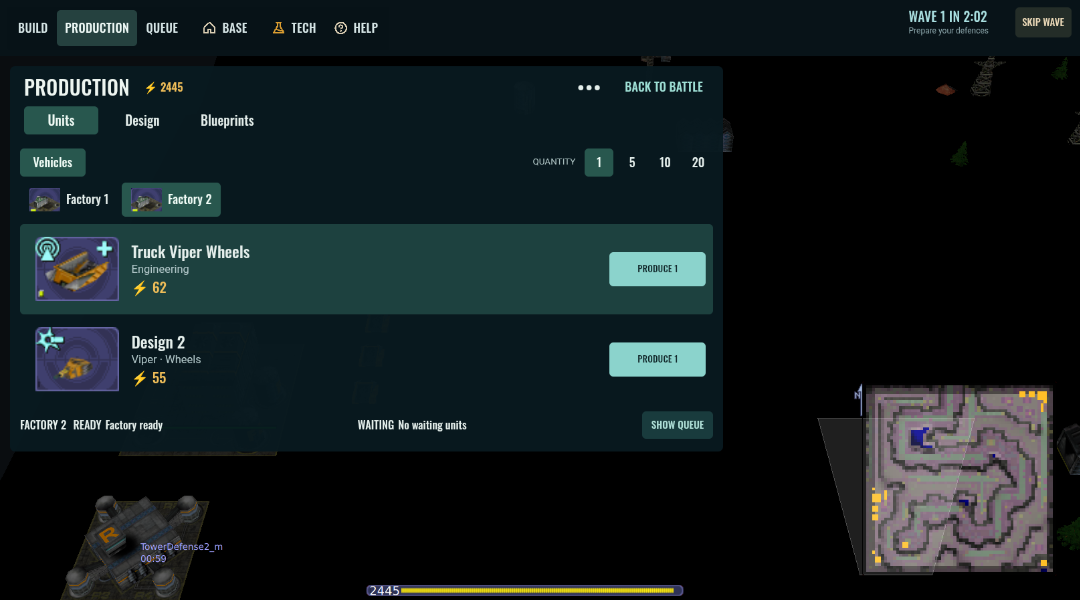 BUILD PRODUCTION QUEUE BASE TECH HELP
WAVE 1 IN 2:02
Prepare your defences
SKIP WAVE
PRODUCTION 2445
BACK TO BATTLE
Units Design Blueprints
Vehicles
QUANTITY 1 5 10 20
Factory 1 Factory 2
Truck Viper Wheels
Engineering
62
PRODUCE 1
Design 2
Viper · Wheels
55
PRODUCE 1
FACTORY 2 READY Factory ready
WAITING No waiting units
SHOW QUEUE
N
R
TowerDefense2_m
00:59
2445